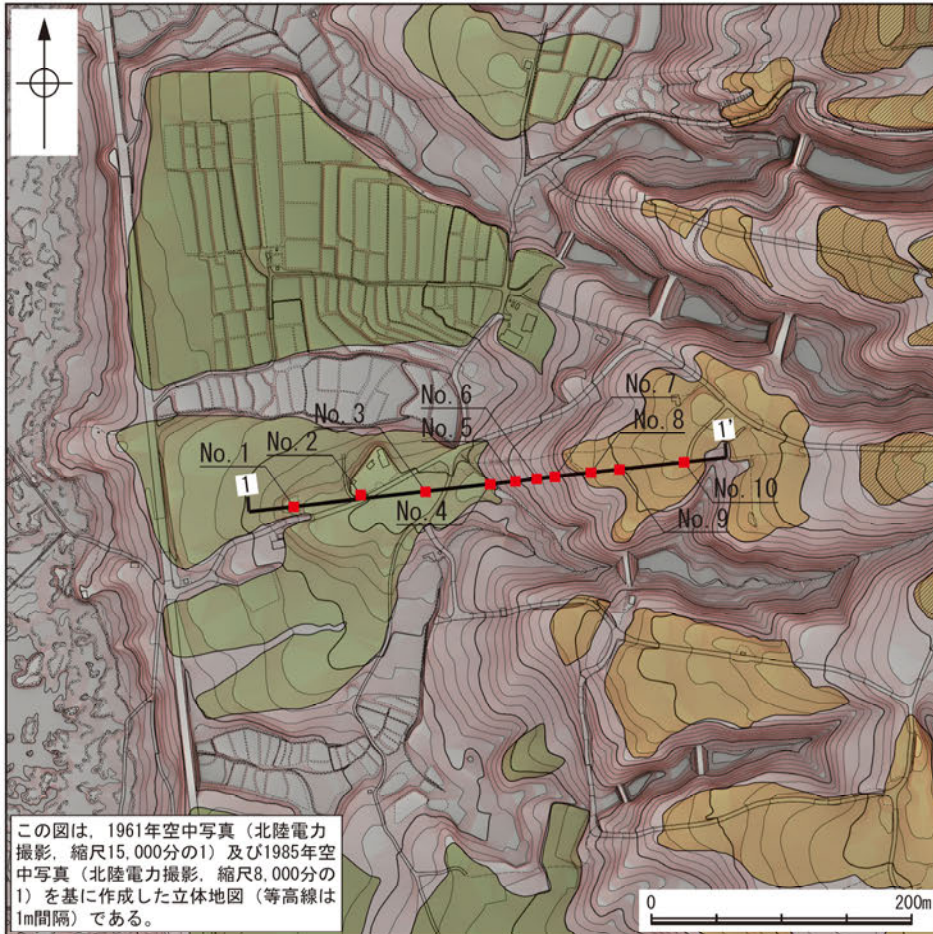 No. 7
No. 6
No. 8
No. 3
No. 5
1'
No. 2
No. 1
1
No. 10
No. 4
No. 9
この図は，1961年空中写真（北陸電力
撮影，縮尺15,000分の1）及び1985年空
中写真（北陸電力撮影，縮尺8,000分の
1）を基に作成した立体地図（等高線は
1m間隔）である。
0 200m